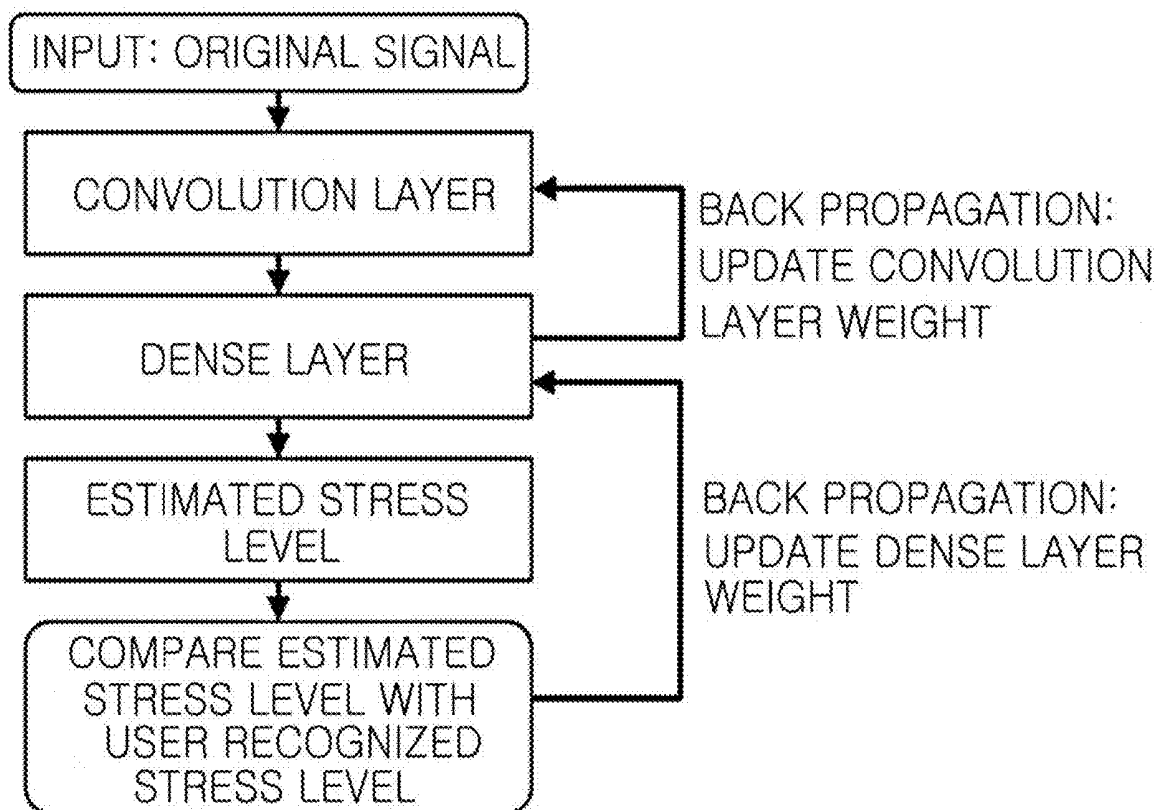 INPUT: ORIGINAL SIGNAL
CONVOLUTION LAYER
BACK PROPAGATION:
UPDATE CONVOLUTION
LAYER WEIGHT
DENSE LAYER
ESTIMATED STRESS
LEVEL
BACK PROPAGATION:
UPDATE DENSE LAYER
WEIGHT
COMPARE ESTIMATED
STRESS LEVEL WITH
USER RECOGNIZED
STRESS LEVEL